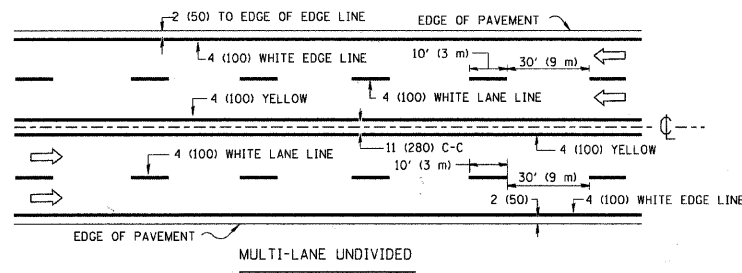 2 (50) TO EDGE OF EDGE LINE
EDGE OF PAVEMENT
4 (100) WHITE EDGE LINE
10' (3 m)
30' (9 m)
4 (100) YELLOW
4 (100) WHITE LANE LINE
℄
4 (100) WHITE LANE LINE
11 (280) C-C
4 (100) YELLOW
10' (3 m)
30' (9 m)
2 (50)
4 (100) WHITE EDGE LINE
EDGE OF PAVEMENT
MULTI-LANE UNDIVIDED